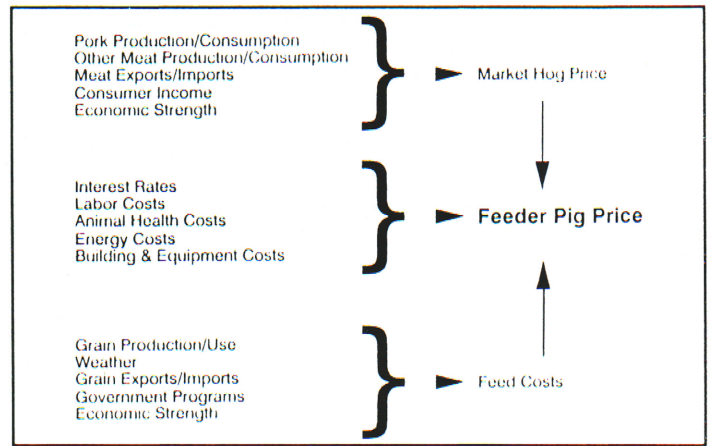 Pork Production/Consumption
Other Meat Production/Consumption
Meat Exports/Imports
Consumer Income
Economic Strength
Market Hog Price
Interest Rates
Labor Costs
Animal Health Costs
Energy Costs
Building & Equipment Costs
Feeder Pig Price
Grain Production/Use
Weather
Grain Exports/Imports
Government Programs
Economic Strength
Feed Costs